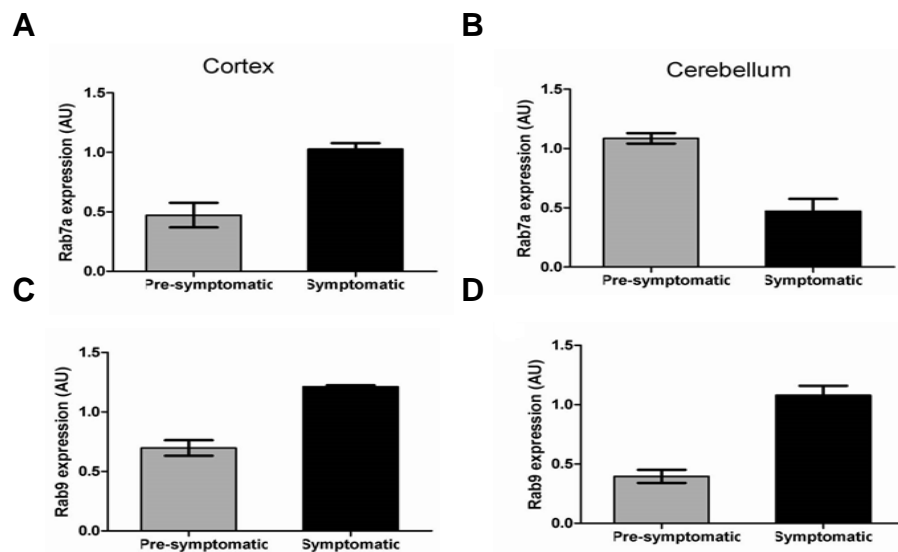 A
Cortex
Rab7a expression (AU)
1.5
1.0
0.5
0.0
Pre-symptomatic Symptomatic
B
Cerebellum
Rab7a expression (AU)
1.5
1.0
0.5
0.0
Pre-symptomatic Symptomatic
C
Rab9 expression (AU)
1.5
1.0
0.5
0.0
Pre-symptomatic Symptomatic
D
Rab9 expression (AU)
1.5
1.0
0.5
0.0
Pre-symptomatic Symptomatic